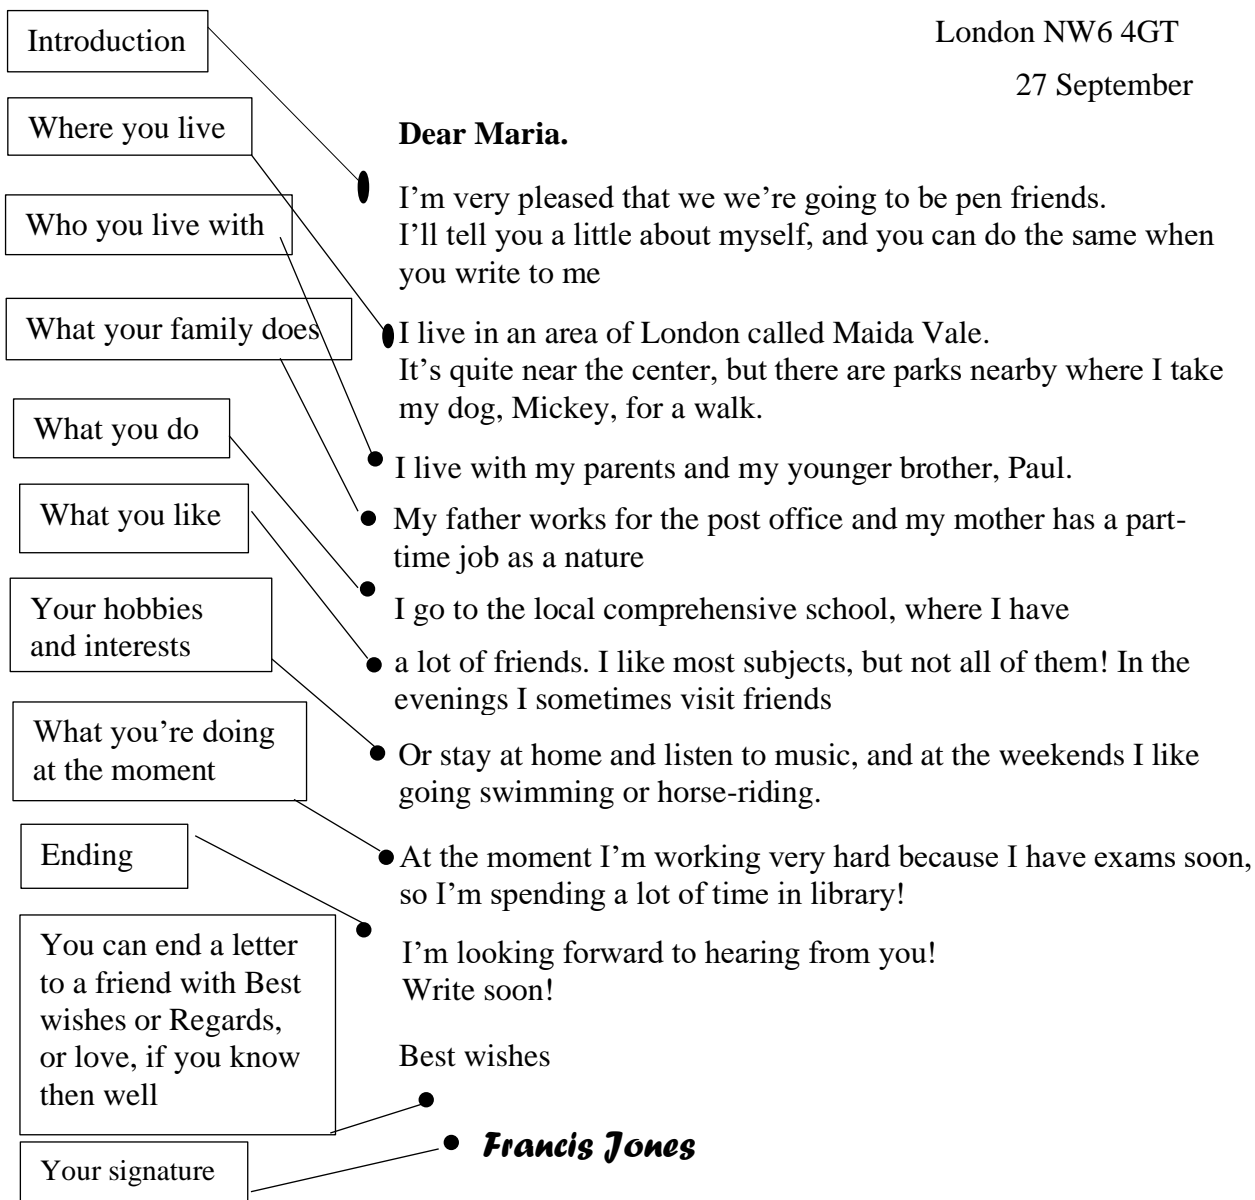 Introduction
London NW6 4GT
27 September
Where you live
Dear Maria.
Who you live with
I'm very pleased that we we're going to be pen friends.
I'll tell you a little about myself, and you can do the same when
you write to me
What your family does
I live in an area of London called Maida Vale.
It's quite near the center, but there are parks nearby where I take
my dog, Mickey, for a walk.
What you do
I live with my parents and my younger brother, Paul.
What you like
My father works for the post office and my mother has a part-
time job as a nature
Your hobbies
and interests
I go to the local comprehensive school, where I have
a lot of friends. I like most subjects, but not all of them! In the
evenings I sometimes visit friends
What you're doing
at the moment
Or stay at home and listen to music, and at the weekends I like
going swimming or horse-riding.
Ending
At the moment I'm working very hard because I have exams soon,
so I'm spending a lot of time in library!
You can end a letter
to a friend with Best
wishes or Regards,
or love, if you know
then well
I'm looking forward to hearing from you!
Write soon!
Best wishes
Francis Jones
Your signature